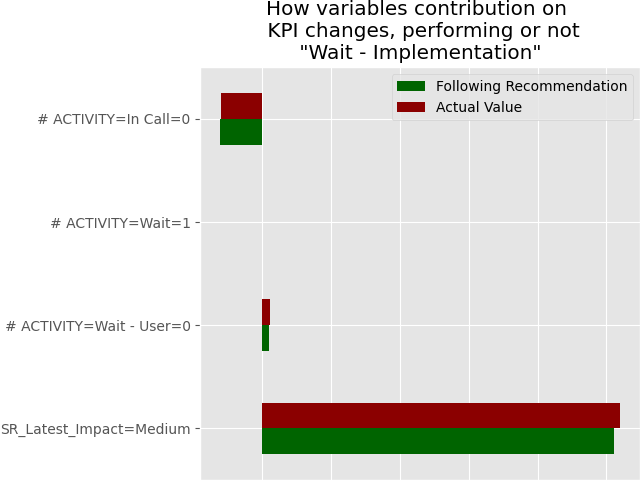 How variables contribution on
KPI changes, performing or not
"Wait - Implementation"
Following Recommendation
Actual Value
# ACTIVITY=In Call=0
# ACTIVITY=Wait=1
# ACTIVITY=Wait - User=0
SR_Latest_Impact=Medium